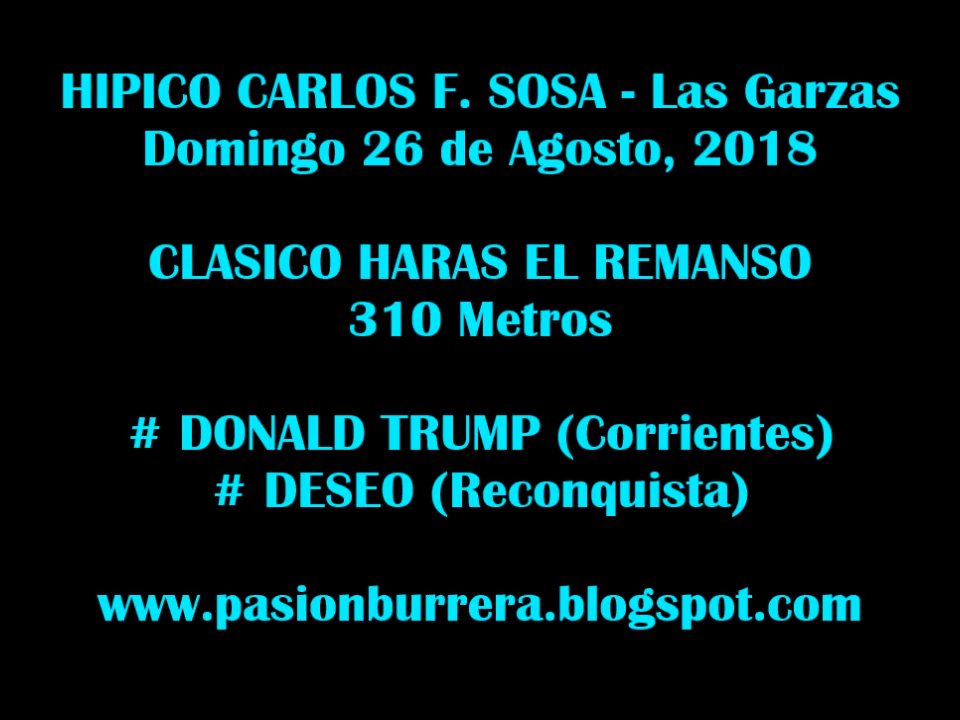 HIPICO CARLOS F. SOSA - Las Garzas
Domingo 26 de Agosto, 2018
CLASICO HARAS EL REMANSO
310 Metros
# DONALD TRUMP (Corrientes)
# DESEO (Reconquista)
www.pasionburrera.blogspot.com